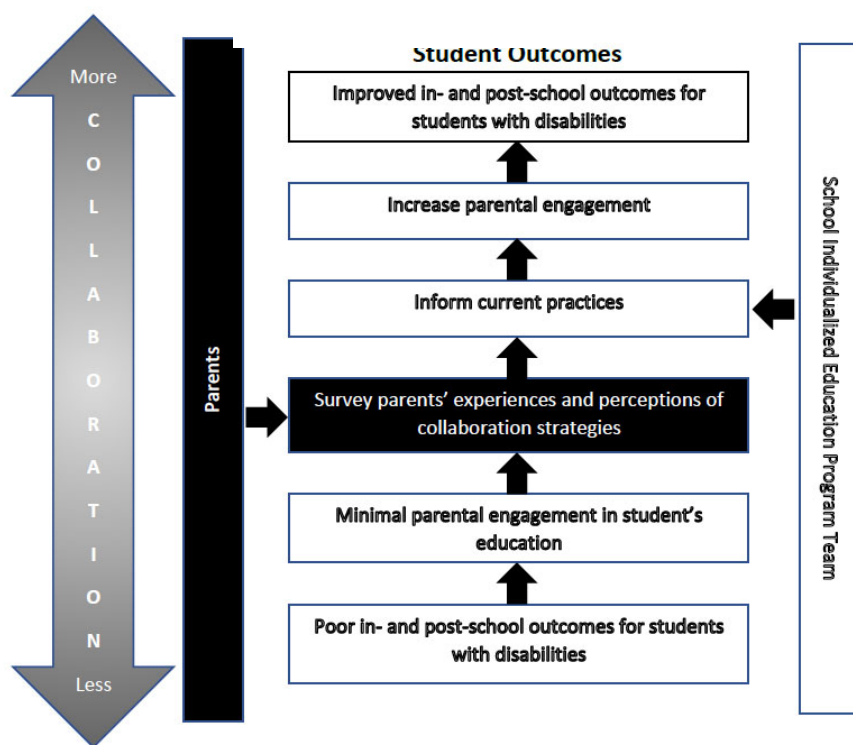 More
C
O
L
L
A
B
O
R
A
T
I
O
N
Less
Parents
Student Outcomes
Improved in- and post-school outcomes for
students with disabilities
Increase parental engagement
Inform current practices
Survey parents’ experiences and perceptions of
collaboration strategies
Minimal parental engagement in student’s
education
Poor in- and post-school outcomes for students
with disabilities
School Individualized Education Program Team